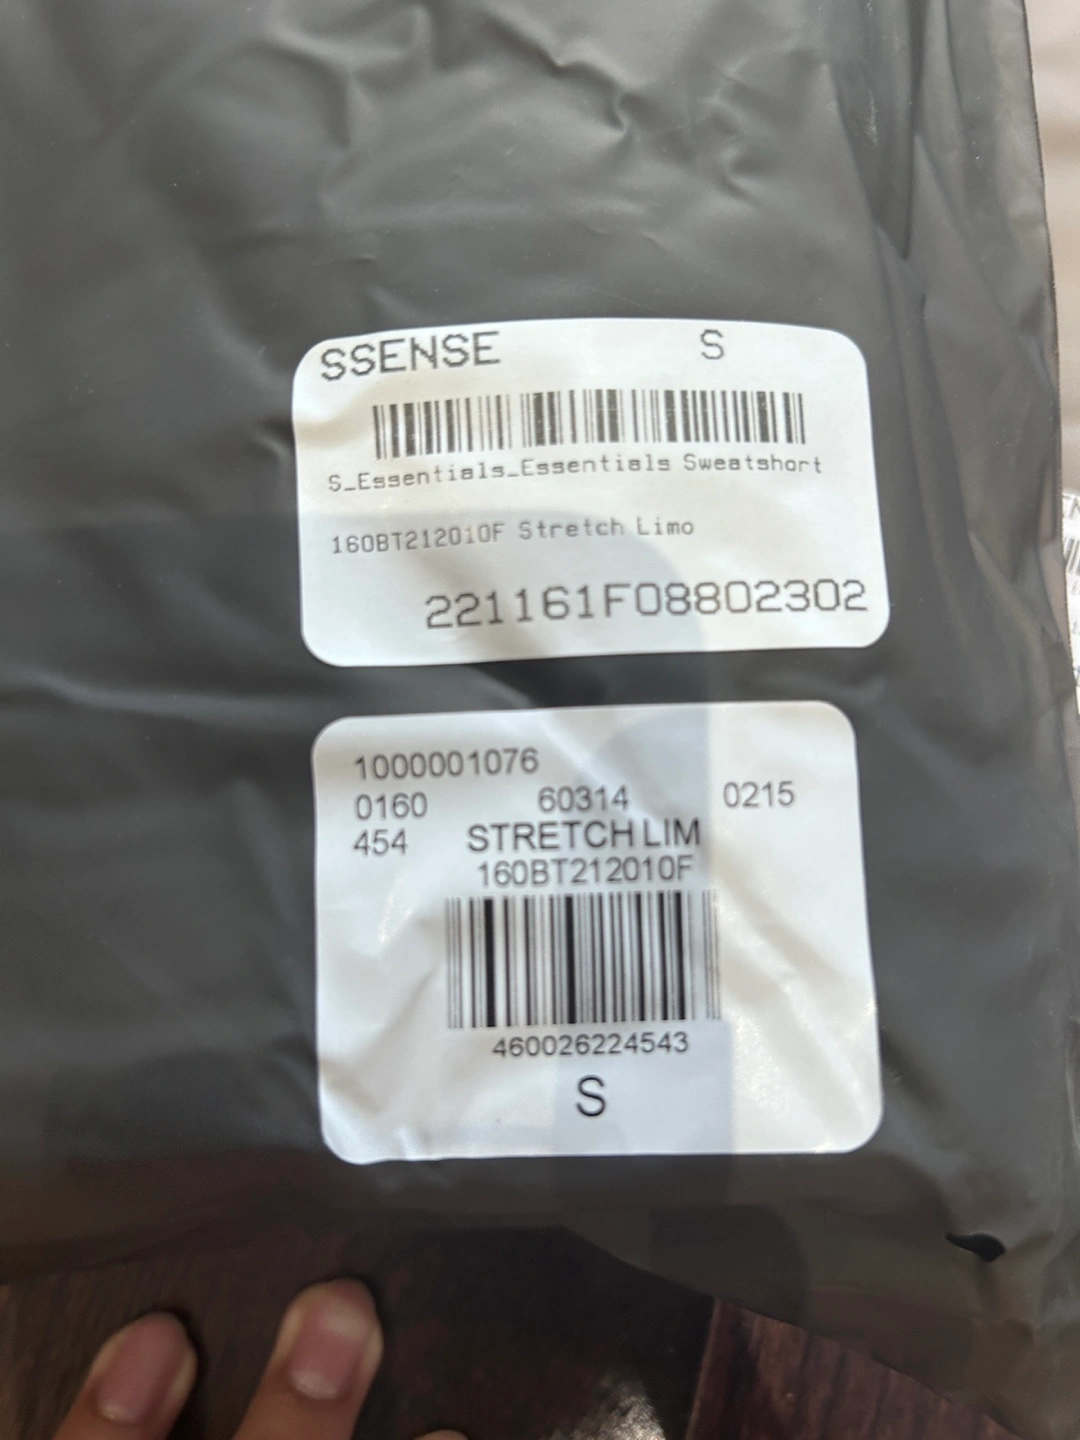 SSENSE S
S_Essentials_Essentials Sweatshort
160BT212010F Stretch Limo
221161F08802302
1000001076
0160 60314 0215
454 STRETCH LIM
160BT212010F
460026224543
S